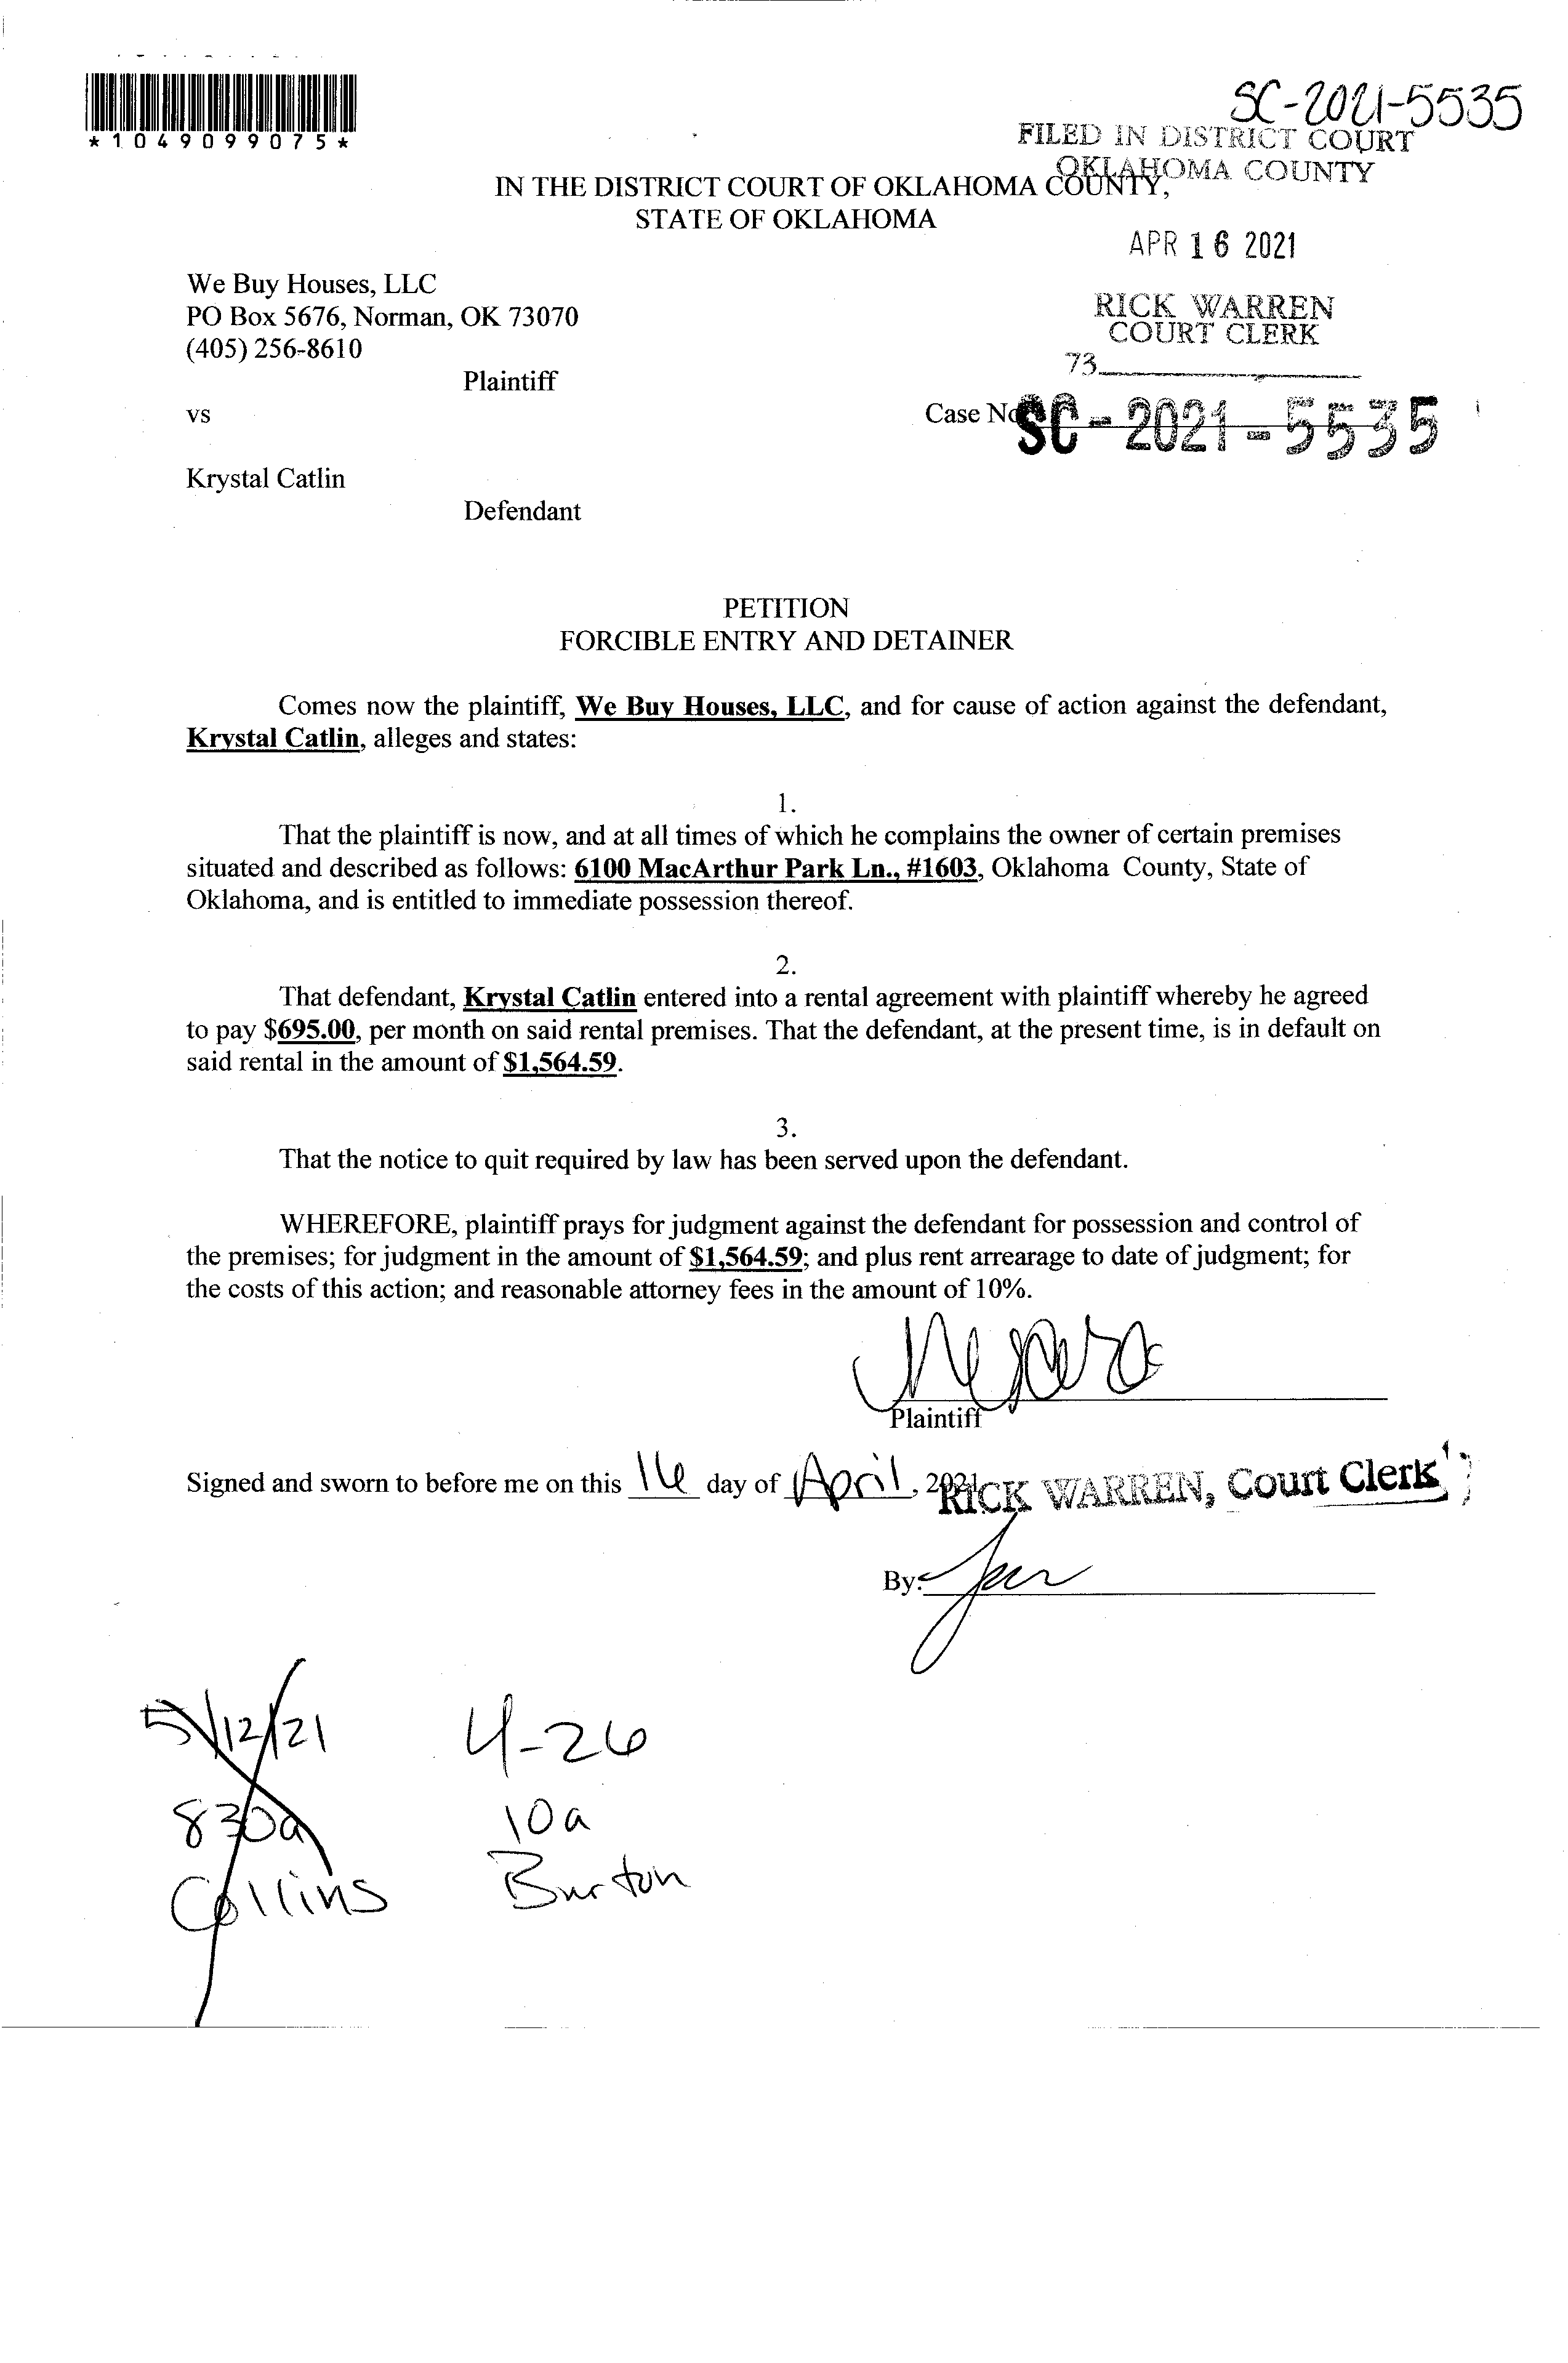 *1049099075*
SC-2021-5535
FILED IN DISTRICT COURT
OKLAHOMA COUNTY
IN THE DISTRICT COURT OF OKLAHOMA COUNTY,
STATE OF OKLAHOMA
APR 16 2021
We Buy Houses, LLC
PO Box 5676, Norman, OK 73070
(405) 256-8610
RICK WARREN
COURT CLERK
73
Plaintiff
vs
Case No SC-2021-5535
Krystal Catlin
Defendant
PETITION
FORCIBLE ENTRY AND DETAINER
Comes now the plaintiff, We Buy Houses, LLC, and for cause of action against the defendant,
Krystal Catlin, alleges and states:
1.
That the plaintiff is now, and at all times of which he complains the owner of certain premises
situated and described as follows: 6100 MacArthur Park Ln., #1603, Oklahoma County, State of
Oklahoma, and is entitled to immediate possession thereof.
2.
That defendant, Krystal Catlin entered into a rental agreement with plaintiff whereby he agreed
to pay $695.00, per month on said rental premises. That the defendant, at the present time, is in default on
said rental in the amount of $1,564.59.
3.
That the notice to quit required by law has been served upon the defendant.
WHEREFORE, plaintiff prays for judgment against the defendant for possession and control of
the premises; for judgment in the amount of $1,564.59; and plus rent arrearage to date of judgment; for
the costs of this action; and reasonable attorney fees in the amount of 10%.
Plaintiff
Signed and sworn to before me on this 16 day of April, 2021
RICK WARREN, Court Clerk
By:
5/12/21
830a
Collins
4-26
10a
Burton